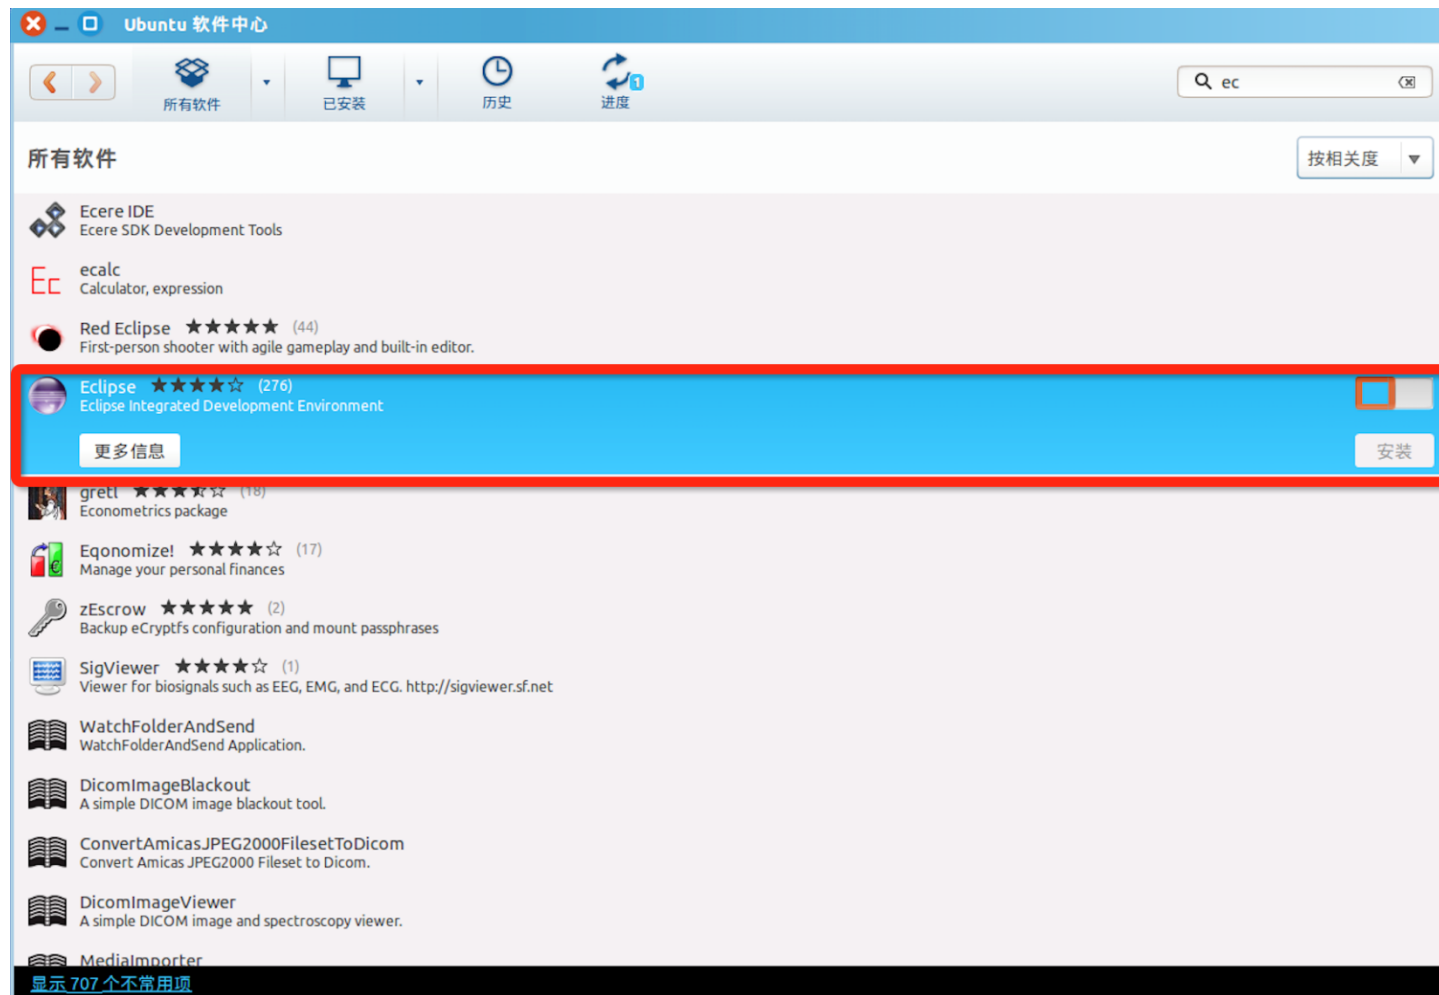 Ubuntu 软件中心
所有软件
已安装
历史
1
进度
ec
所有软件
按相关度
Ecere IDE
Ecere SDK Development Tools
Ec
ecalc
Calculator, expression
Red Eclipse ★★★★★ (44)
First-person shooter with agile gameplay and built-in editor.
Eclipse ★★★★☆ (276)
Eclipse Integrated Development Environment
更多信息
安装
gretl (18)
Econometrics package
Eqonomize! ★★★★☆ (17)
Manage your personal finances
zEscrow ★★★★★ (2)
Backup eCryptfs configuration and mount passphrases
SigViewer ★★★★☆ (1)
Viewer for biosignals such as EEG, EMG, and ECG. http://sigviewer.sf.net
WatchFolderAndSend
WatchFolderAndSend Application.
DicomImageBlackout
A simple DICOM image blackout tool.
ConvertAmicasJPEG2000FilesetToDicom
Convert Amicas JPEG2000 Fileset to Dicom.
DicomImageViewer
A simple DICOM image and spectroscopy viewer.
MediaImporter
显示 707 个不常用项